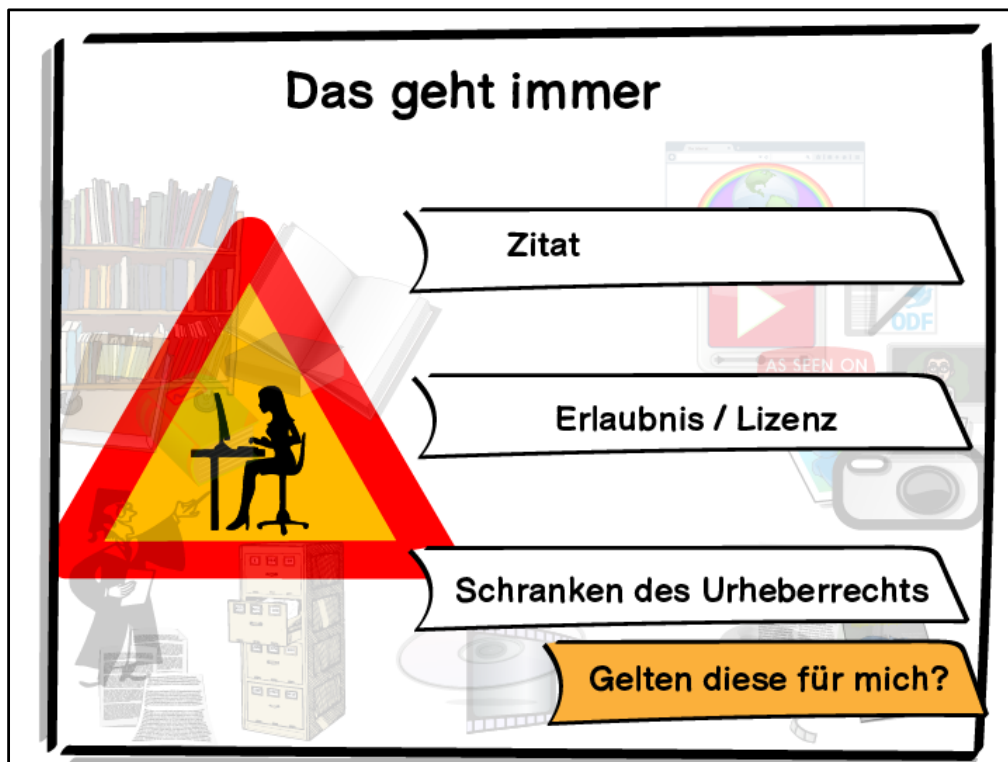 Das geht immer
Zitat
ODF
AS SEEN ON
Erlaubnis / Lizenz
Schranken des Urheberrechts
Gelten diese für mich?